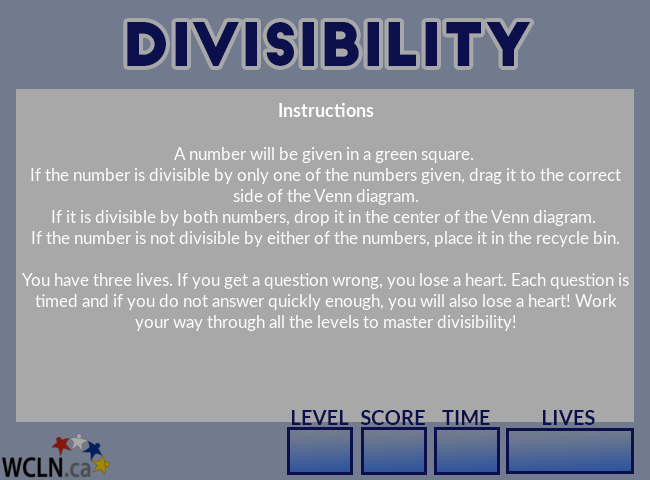 DIVISIBILITY
Instructions
A number will be given in a green square.
If the number is divisible by only one of the numbers given, drag it to the correct
side of the Venn diagram.
If it is divisible by both numbers, drop it in the center of the Venn diagram.
If the number is not divisible by either of the numbers, place it in the recycle bin.
You have three lives. If you get a question wrong, you lose a heart. Each question is
timed and if you do not answer quickly enough, you will also lose a heart! Work
your way through all the levels to master divisibility!
LEVEL SCORE TIME LIVES
WCLN.ca